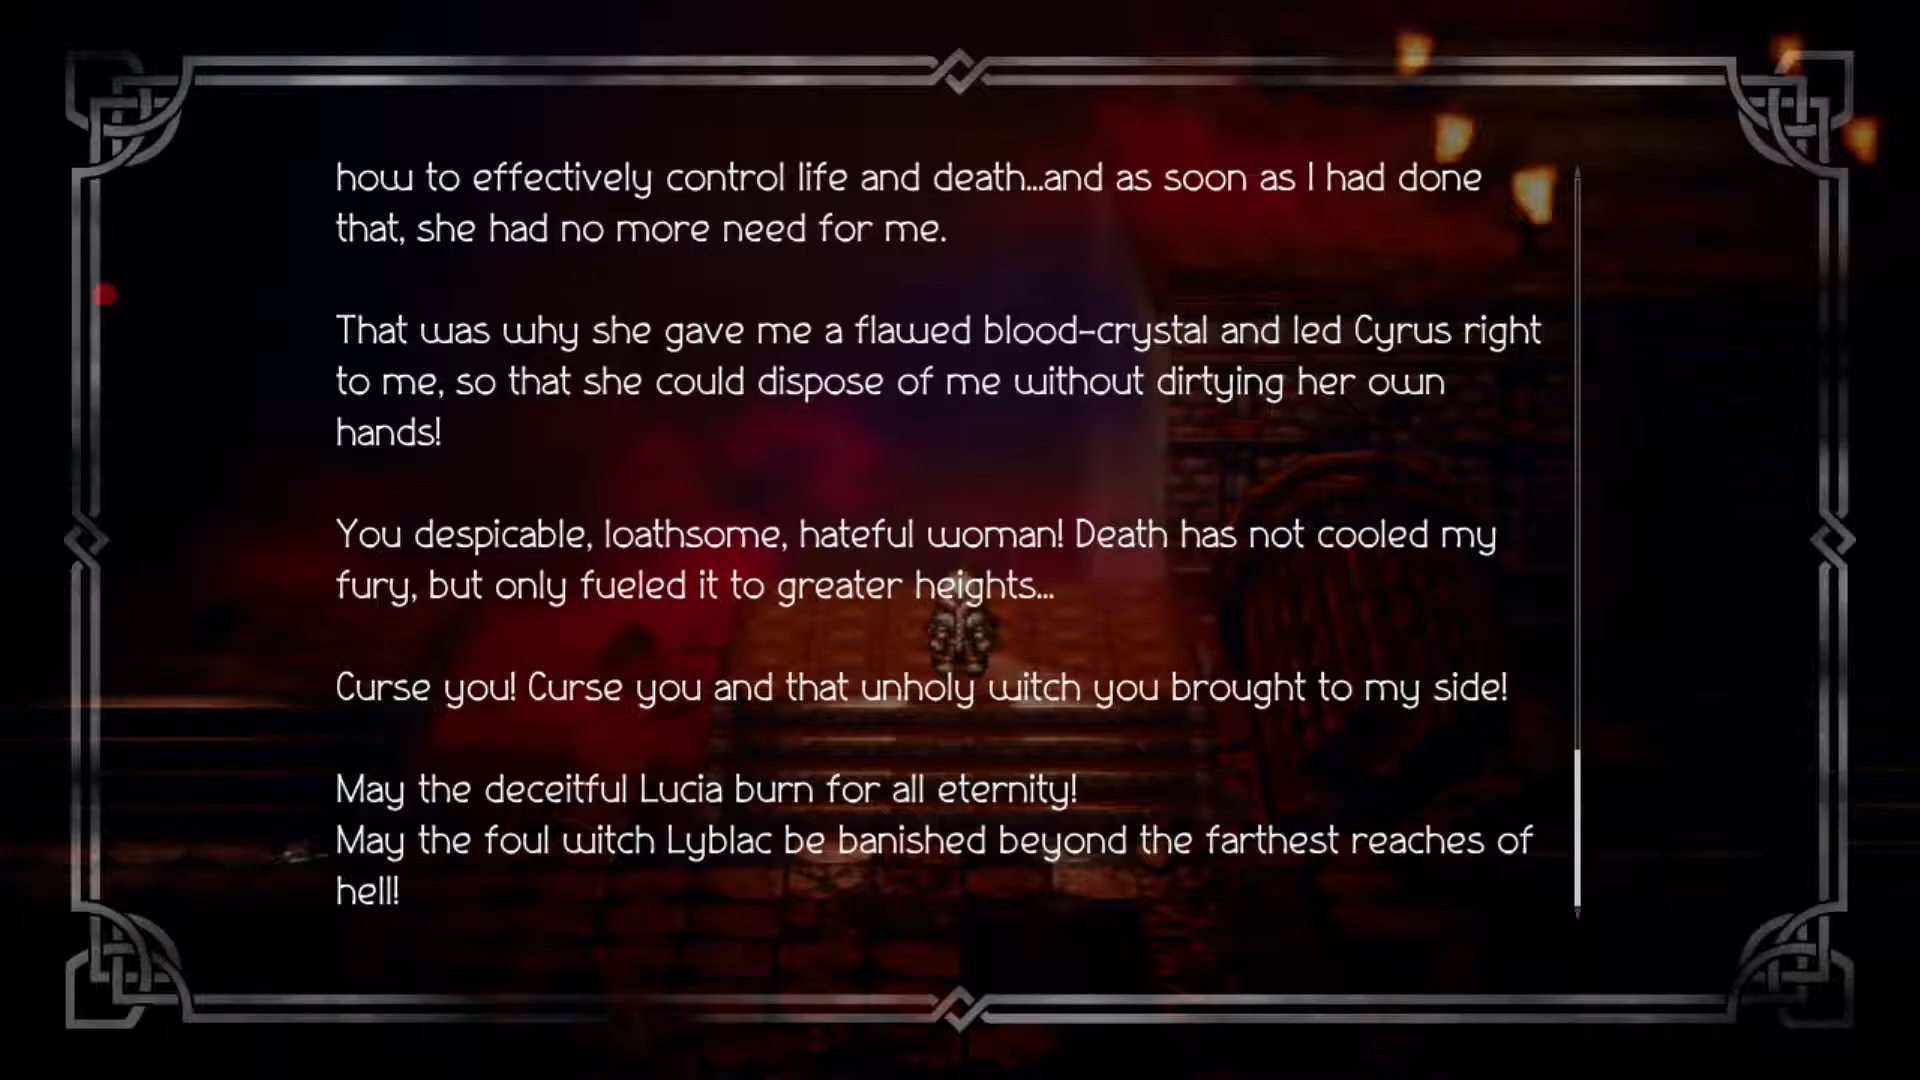 how to effectively control life and death...and as soon as I had done
that, she had no more need for me.
That was why she gave me a flawed blood-crystal and led Cyrus right
to me, so that she could dispose of me without dirtying her own
hands!
You despicable, loathsome, hateful woman! Death has not cooled my
fury, but only fueled it to greater heights...
Curse you! Curse you and that unholy witch you brought to my side!
May the deceitful Lucia burn for all eternity!
May the foul witch Lyblac be banished beyond the farthest reaches of
hell!